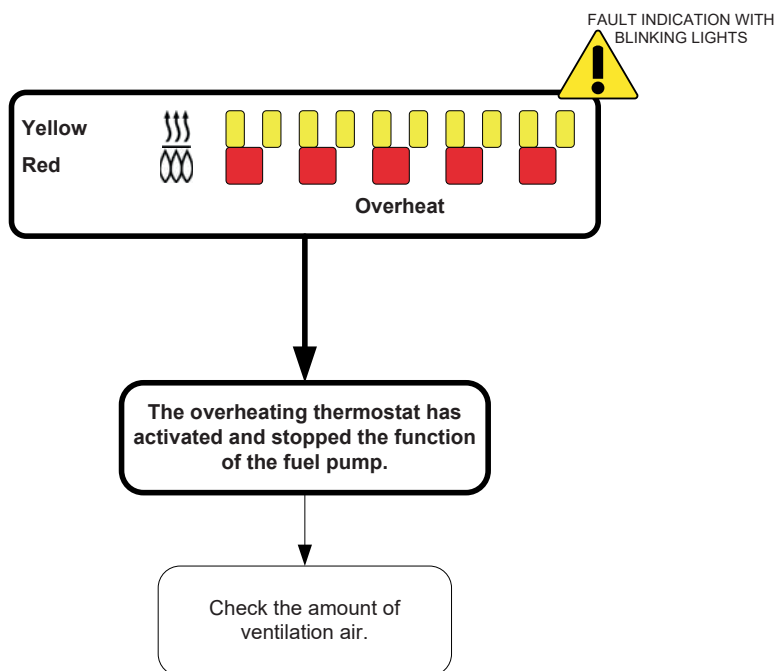 FAULT INDICATION WITH
BLINKING LIGHTS
Yellow
Red
Overheat
The overheating thermostat has
activated and stopped the function
of the fuel pump.
Check the amount of
ventilation air.